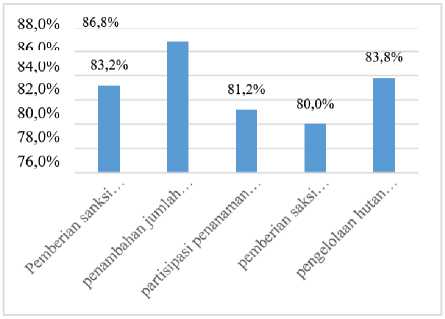 88,0%
86,0%
84,0%
82,0%
80,0%
78,0%
76,0%
86,8%
83,2%
81,2%
80,0%
83,8%
Pemberian sanksi…
penambahan jumlah…
partisipasi penanaman…
pemberian saksi…
pengelolaan hutan…